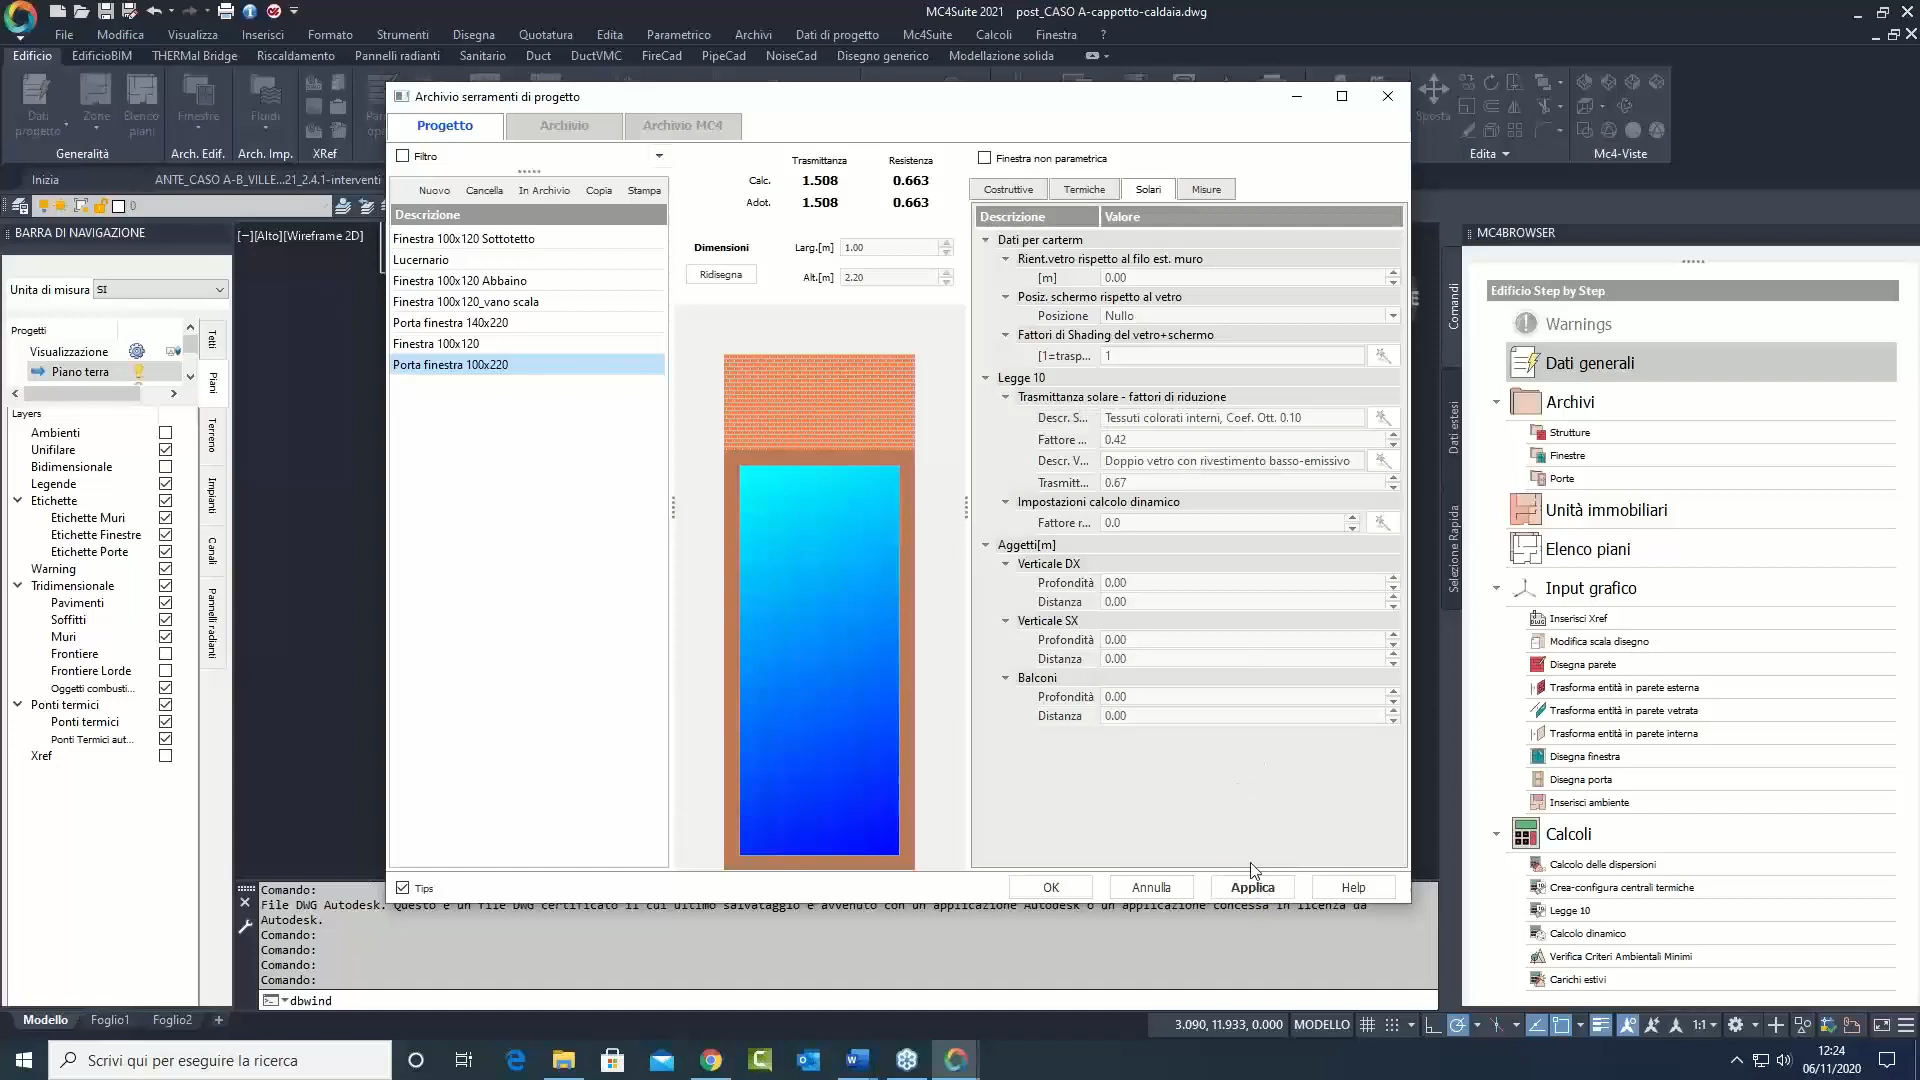 MC4Suite 2021 post_CASO A-cappotto-caldaia.dwg
File Modifica Visualizza Inserisci Formato Strumenti Disegna Quotatura Edita Parametrico Archivi Dati di progetto Mc4Suite Calcoli Finestra ?
Edificio EdificioBIM THERMal Bridge Riscaldamento Pannelli radianti Sanitario Duct DuctVMC FireCad PipeCad NoiseCad Disegno generico Modellazione solida
Dati progetto
Zone
Elenco piani
Finestre
Fluidi
Sposta
Generalità
Arch. Edif.
Arch. Imp.
XRef
Edita
Mc4-Viste
Inizia
ANTE_CASO A-B_VILLE...21_2.4.1-interventi
0
BARRA DI NAVIGAZIONE
[−][Alto][Wireframe 2D]
Unita di misura SI
Progetti
Visualizzazione
Piano terra
Layers
Ambienti
Unifilare
Bidimensionale
Legende
Etichette
Etichette Muri
Etichette Finestre
Etichette Porte
Warning
Tridimensionale
Pavimenti
Soffitti
Muri
Frontiere
Frontiere Lorde
Oggetti combusti...
Ponti termici
Ponti termici
Ponti Termici aut...
Xref
Tetti
Piani
Terreno
Impianti
Canali
Pannelli radianti
Archivio serramenti di progetto
Progetto Archivio Archivio MC4
Filtro
Nuovo Cancella In Archivio Copia Stampa
Descrizione
Finestra 100x120 Sottotetto
Lucernario
Finestra 100x120 Abbaino
Finestra 100x120_vano scala
Porta finestra 140x220
Finestra 100x120
Porta finestra 100x220
Trasmittanza Resistenza
Calc. 1.508 0.663
Adot. 1.508 0.663
Dimensioni Larg.[m] 1.00
Ridisegna Alt.[m] 2.20
Finestra non parametrica
Costruttive Termiche Solari Misure
Descrizione Valore
Dati per carterm
Rient.vetro rispetto al filo est. muro
[m] 0.00
Posiz. schermo rispetto al vetro
Posizione Nullo
Fattori di Shading del vetro+schermo
[1=trasp... 1
Legge 10
Trasmittanza solare - fattori di riduzione
Descr. S... Tessuti colorati interni, Coef. Ott. 0.10
Fattore ... 0.42
Descr. V... Doppio vetro con rivestimento basso-emissivo
Trasmitt... 0.67
Impostazioni calcolo dinamico
Fattore r... 0.0
Aggetti[m]
Verticale DX
Profondità 0.00
Distanza 0.00
Verticale SX
Profondità 0.00
Distanza 0.00
Balconi
Profondità 0.00
Distanza 0.00
Tips
OK Annulla Applica Help
MC4BROWSER
Comandi
Dati estesi
Selezione Rapida
Edificio Step by Step
Warnings
Dati generali
Archivi
Strutture
Finestre
Porte
Unità immobiliari
Elenco piani
Input grafico
Inserisci Xref
Modifica scala disegno
Disegna parete
Trasforma entità in parete esterna
Trasforma entità in parete vetrata
Trasforma entità in parete interna
Disegna finestra
Disegna porta
Inserisci ambiente
Calcoli
Calcolo delle dispersioni
Crea-configura centrali termiche
Legge 10
Calcolo dinamico
Verifica Criteri Ambientali Minimi
Carichi estivi
Comando:
File DWG Autodesk. Questo è un file DWG certificato il cui ultimo salvataggio è avvenuto con un'applicazione Autodesk o un'applicazione concessa in licenza da
Autodesk.
Comando:
Comando:
Comando:
Comando:
dbwind
Modello Foglio1 Foglio2 +
3.090, 11.933, 0.000 MODELLO 1:1
Scrivi qui per eseguire la ricerca
12:24
06/11/2020